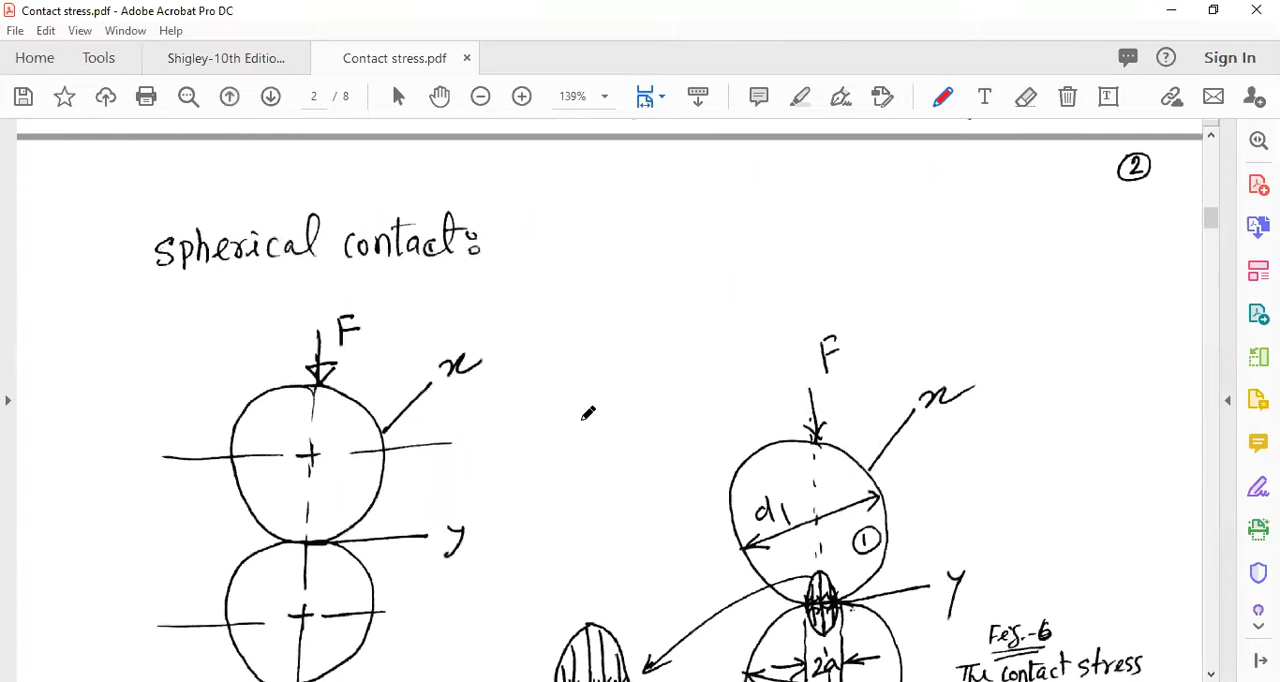 Contact stress.pdf - Adobe Acrobat Pro DC
File Edit View Window Help
Home Tools Shigley-10th Editio... Contact stress.pdf ×
2 / 8 139% Sign In
②
spherical contact:
F
x
y
F
x
d1
①
y
2a
Fig.-6
The contact stress